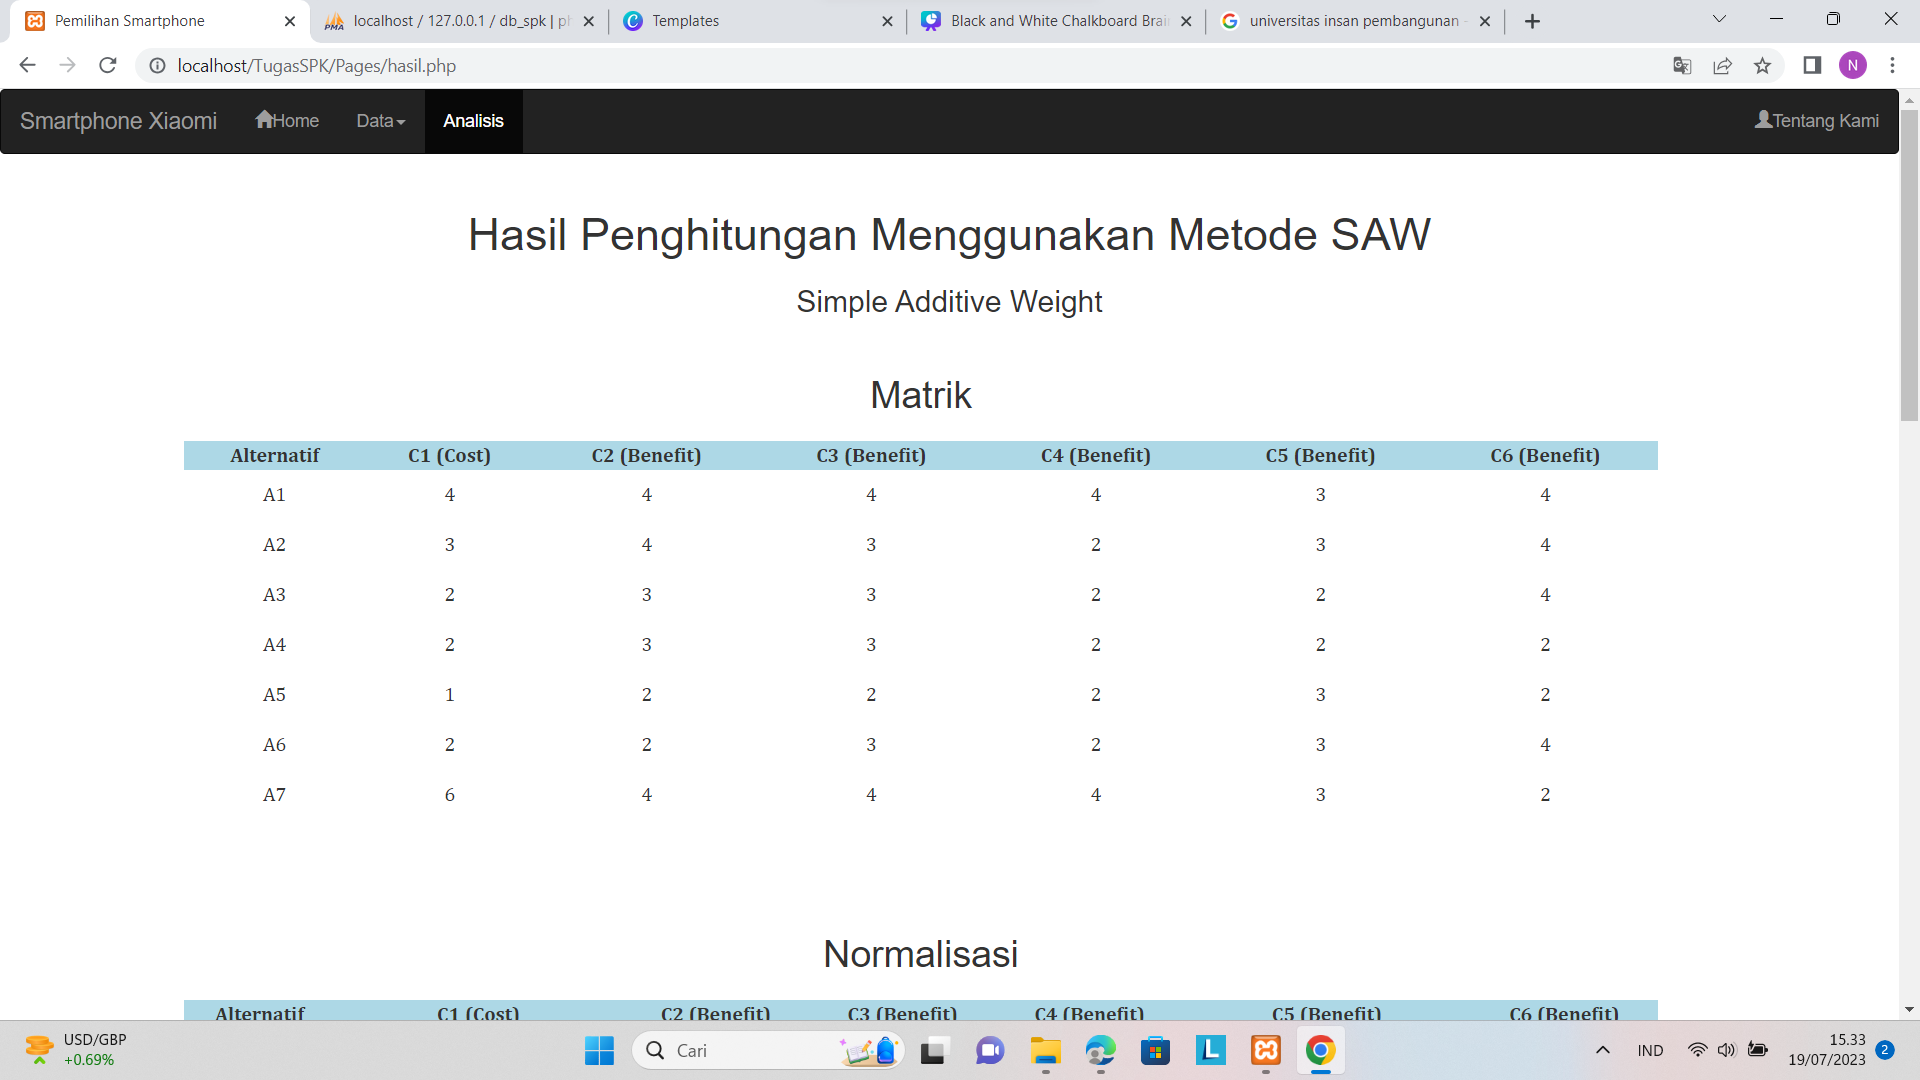 Pemilihan Smartphone
localhost / 127.0.0.1 / db_spk | ph
Templates
Black and White Chalkboard Brai
universitas insan pembangunan -
localhost/TugasSPK/Pages/hasil.php
N
Smartphone Xiaomi Home Data Analisis Tentang Kami
Hasil Penghitungan Menggunakan Metode SAW
Simple Additive Weight
Matrik
Alternatif C1 (Cost) C2 (Benefit) C3 (Benefit) C4 (Benefit) C5 (Benefit) C6 (Benefit)
A1 4 4 4 4 3 4
A2 3 4 3 2 3 4
A3 2 3 3 2 2 4
A4 2 3 3 2 2 2
A5 1 2 2 2 3 2
A6 2 2 3 2 3 4
A7 6 4 4 4 3 2
Normalisasi
Alternatif C1 (Cost) C2 (Benefit) C3 (Benefit) C4 (Benefit) C5 (Benefit) C6 (Benefit)
USD/GBP
+0.69%
Cari
L
IND
15.33
19/07/2023
2